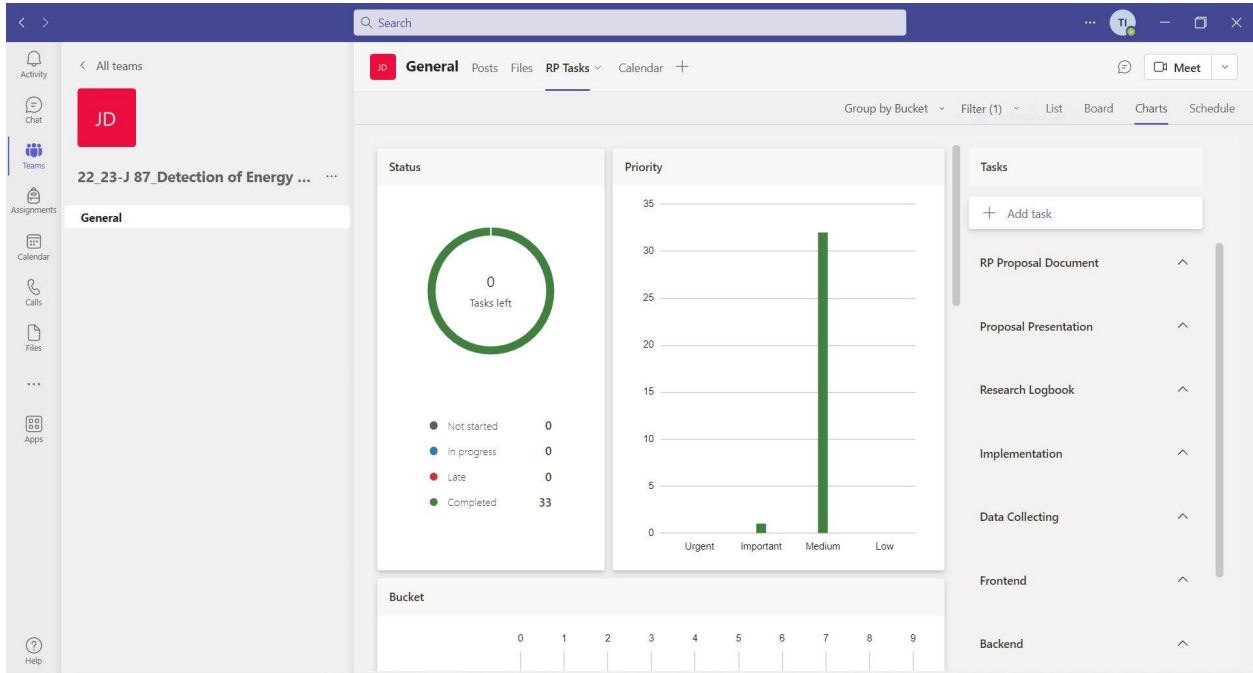 Search
TI
Activity
Chat
Teams
Assignments
Calendar
Calls
Files
Apps
Help
All teams
JD
22_23-J 87_Detection of Energy ...
General
JD General Posts Files RP Tasks Calendar
Meet
Group by Bucket Filter (1) List Board Charts Schedule
Status
0
Tasks left
Not started 0
In progress 0
Late 0
Completed 33
Priority
35
30
25
20
15
10
5
0
Urgent Important Medium Low
Bucket
0 1 2 3 4 5 6 7 8 9
Tasks
Add task
RP Proposal Document
Proposal Presentation
Research Logbook
Implementation
Data Collecting
Frontend
Backend